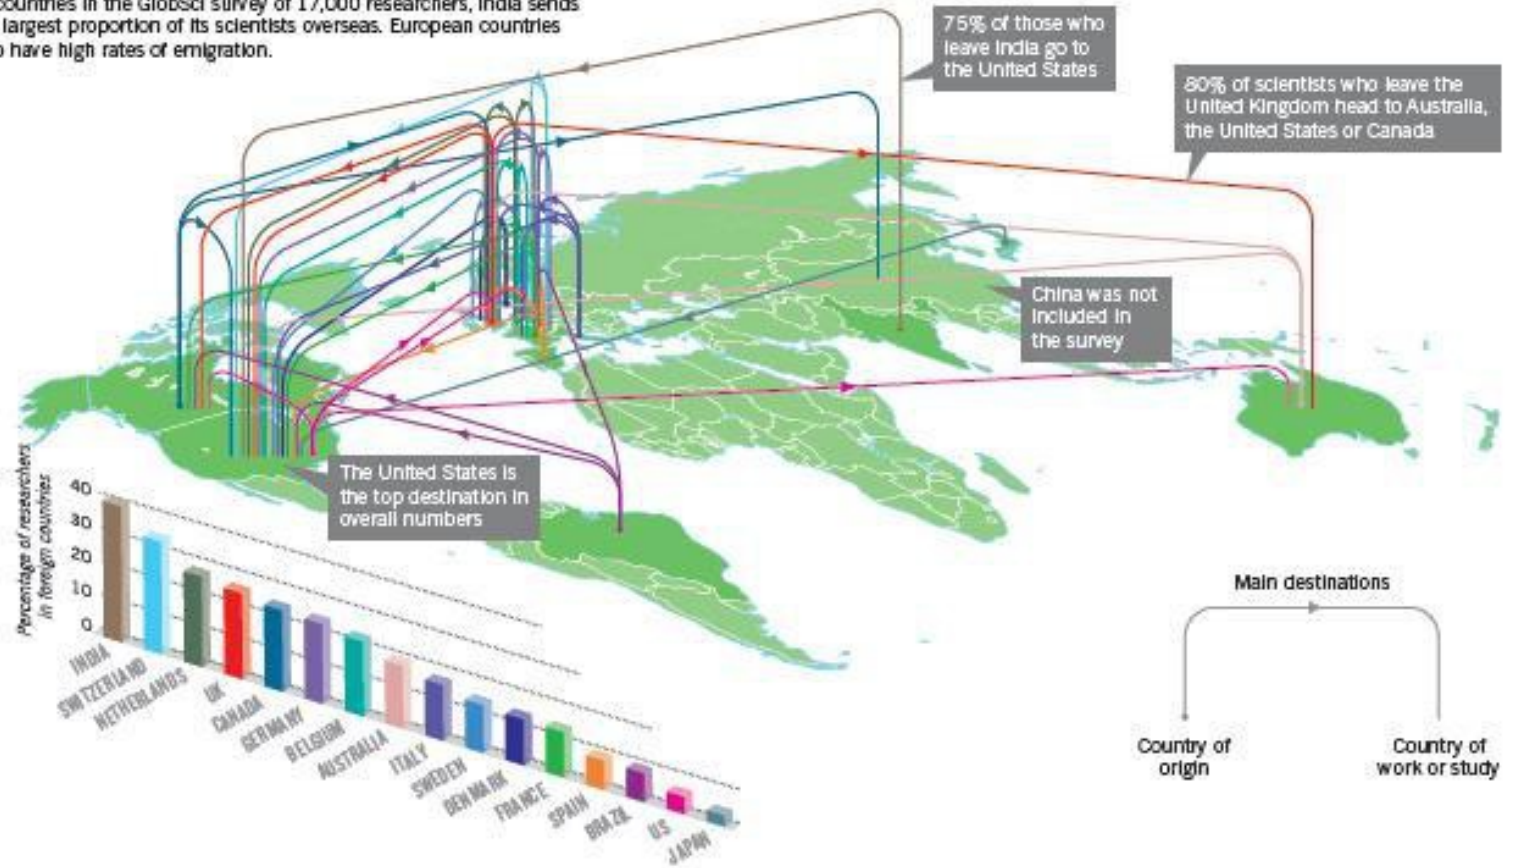 countries in the GlobSci survey of 17,000 researchers, India sends
largest proportion of its scientists overseas. European countries
have high rates of emigration.
75% of those who
leave India go to
the United States
80% of scientists who leave the
United Kingdom head to Australia,
the United States or Canada
China was not
included in
the survey
The United States is
the top destination in
overall numbers
Percentage of researchers
in foreign countries
40
30
20
10
0
INDIA
SWITZERLAND
NETHERLANDS
UK
CANADA
GERMANY
BELGIUM
AUSTRALIA
ITALY
SWEDEN
DENMARK
FRANCE
SPAIN
BRAZIL
US
JAPAN
Main destinations
Country of
origin
Country of
work or study